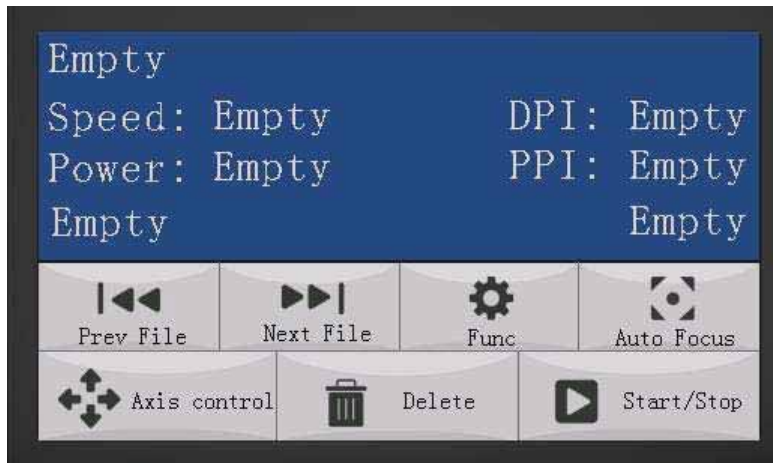 Empty
Speed: Empty DPI: Empty
Power: Empty PPI: Empty
Empty Empty
Prev File Next File Func Auto Focus
Axis control Delete Start/Stop